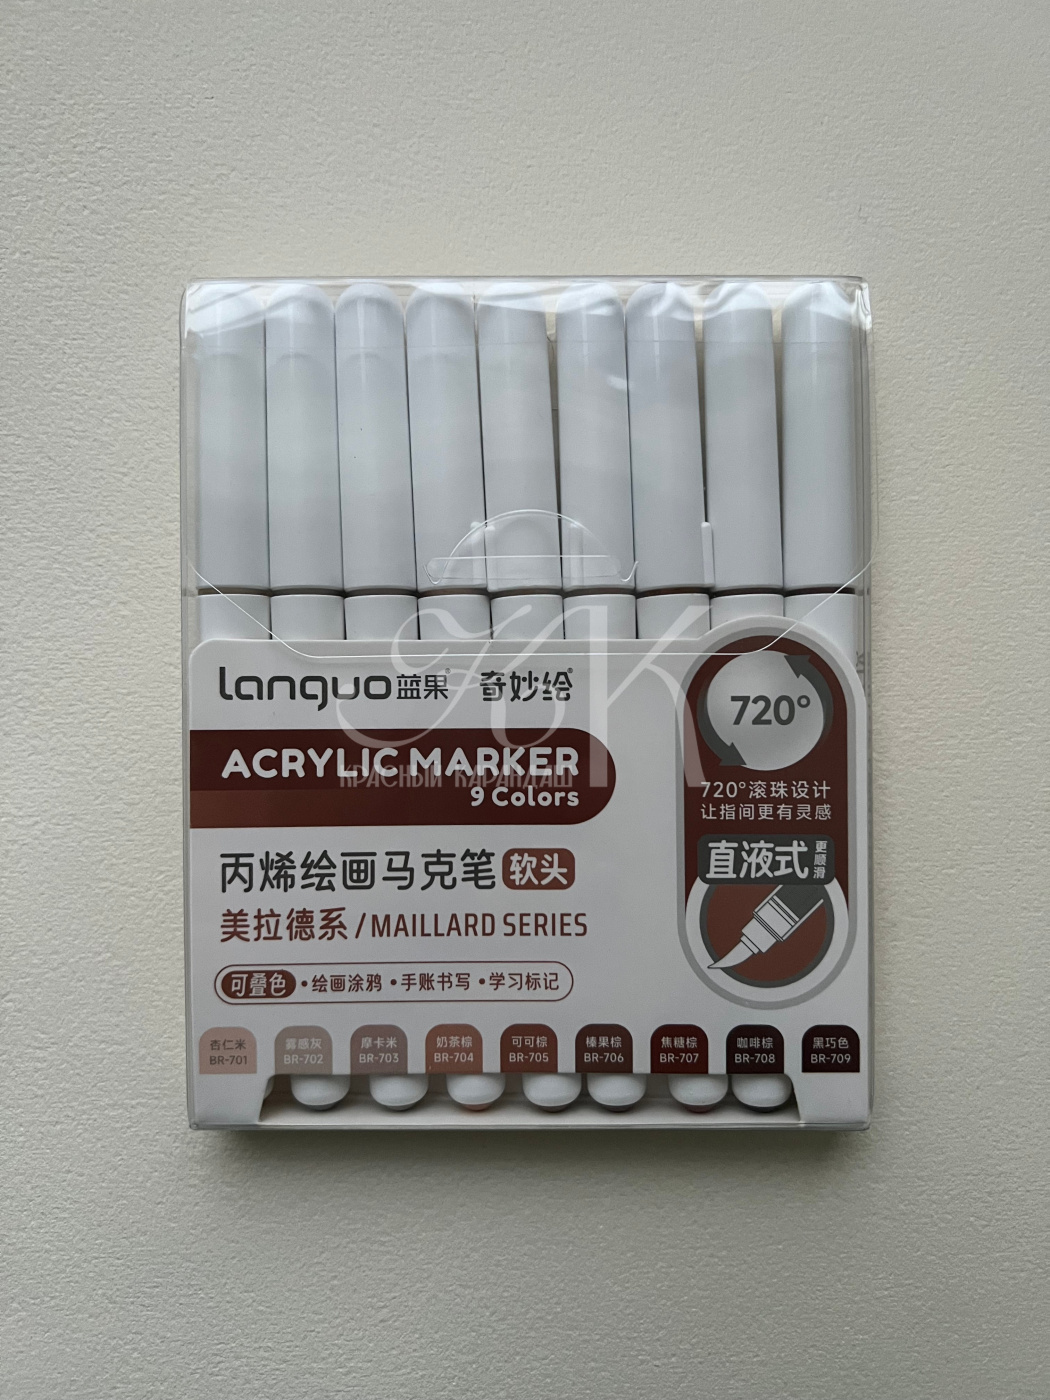 Languo蓝果® 奇妙绘®
ACRYLIC MARKER
КРАСНЫЙ КАРАНДАШ
9 Colors
丙烯绘画马克笔 软头
美拉德系/MAILLARD SERIES
可叠色 •绘画涂鸦 •手账书写 •学习标记
720°
720°滚珠设计
让指间更有灵感
直液式 更顺滑
杏仁米 BR-701
雾感灰 BR-702
摩卡米 BR-703
奶茶棕 BR-704
可可棕 BR-705
榛果棕 BR-706
焦糖棕 BR-707
咖啡棕 BR-708
黑巧色 BR-709